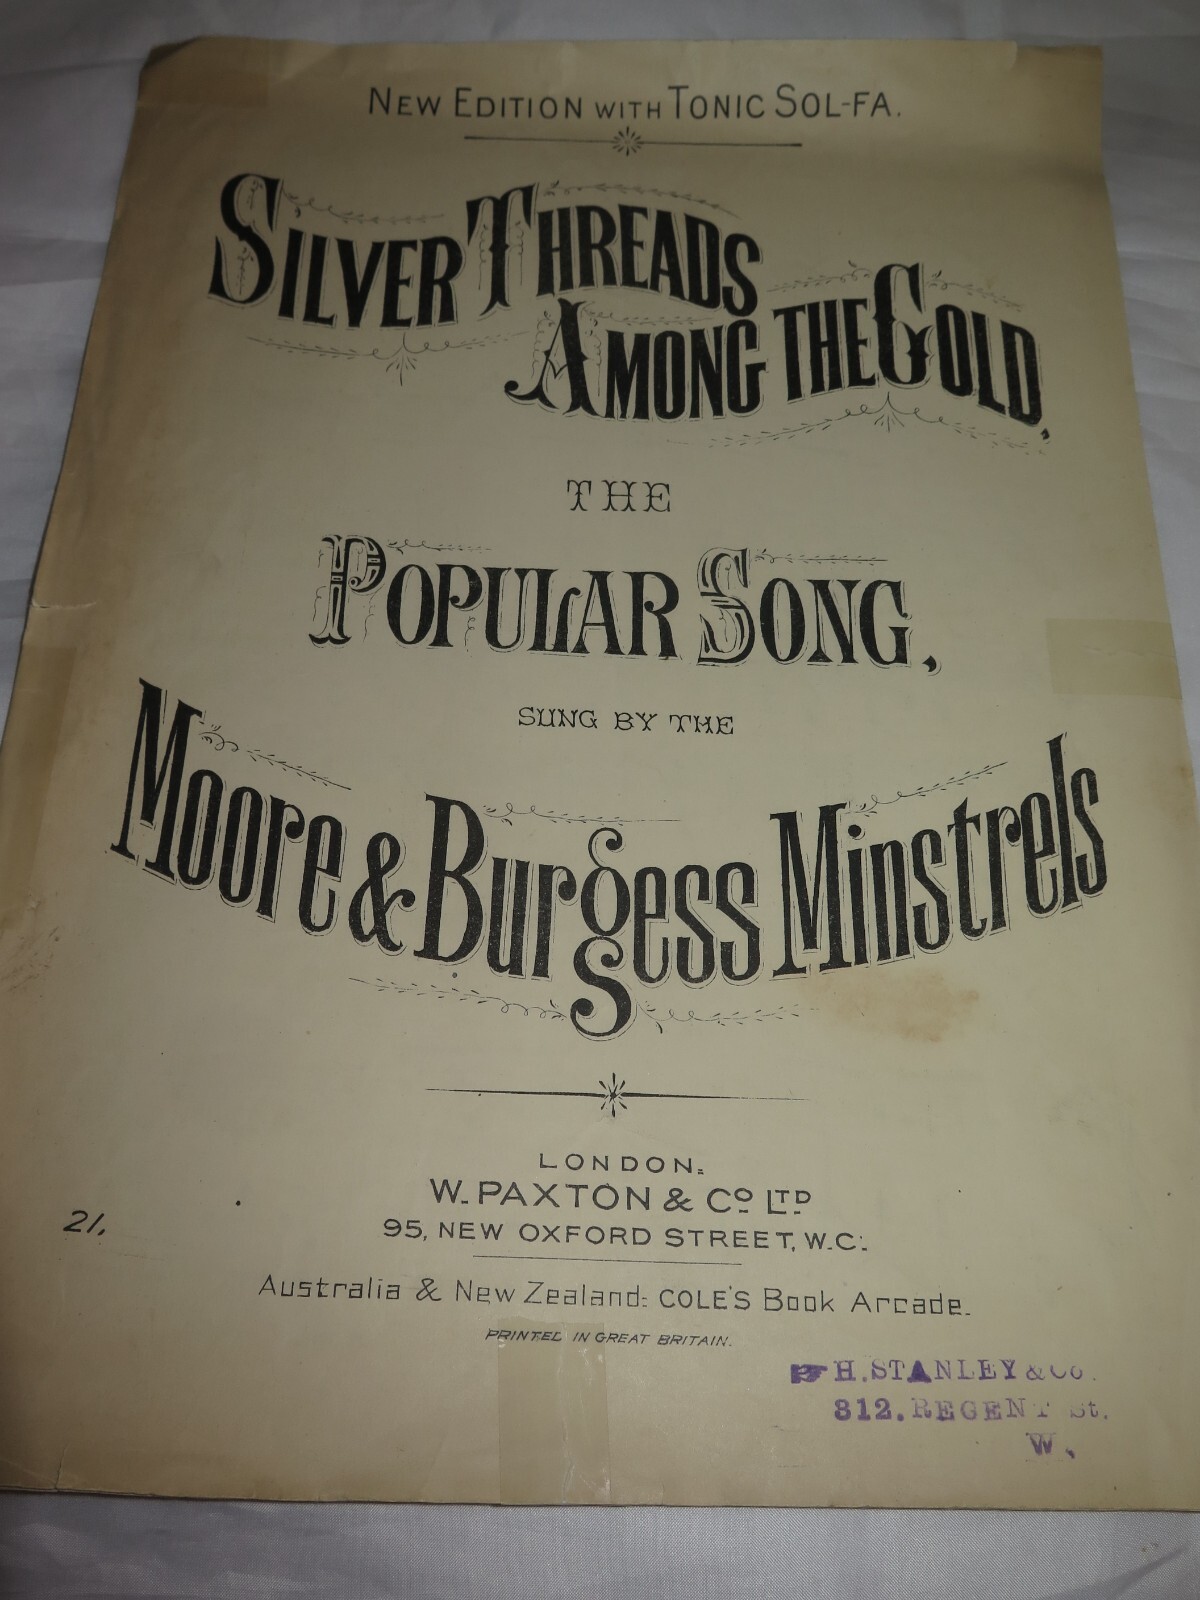 NEW EDITION WITH TONIC SOL-FA.
SILVER THREADS
AMONG THE GOLD,
THE
POPULAR SONG,
SUNG BY THE
Moore & Burgess Minstrels
LONDON:
W. PAXTON & CO LTD
95, NEW OXFORD STREET, W.C.
21.
Australia & New Zealand: COLE'S Book Arcade.
PRINTED IN GREAT BRITAIN.
H. STANLEY & Co.
312. REGENT St.
W.